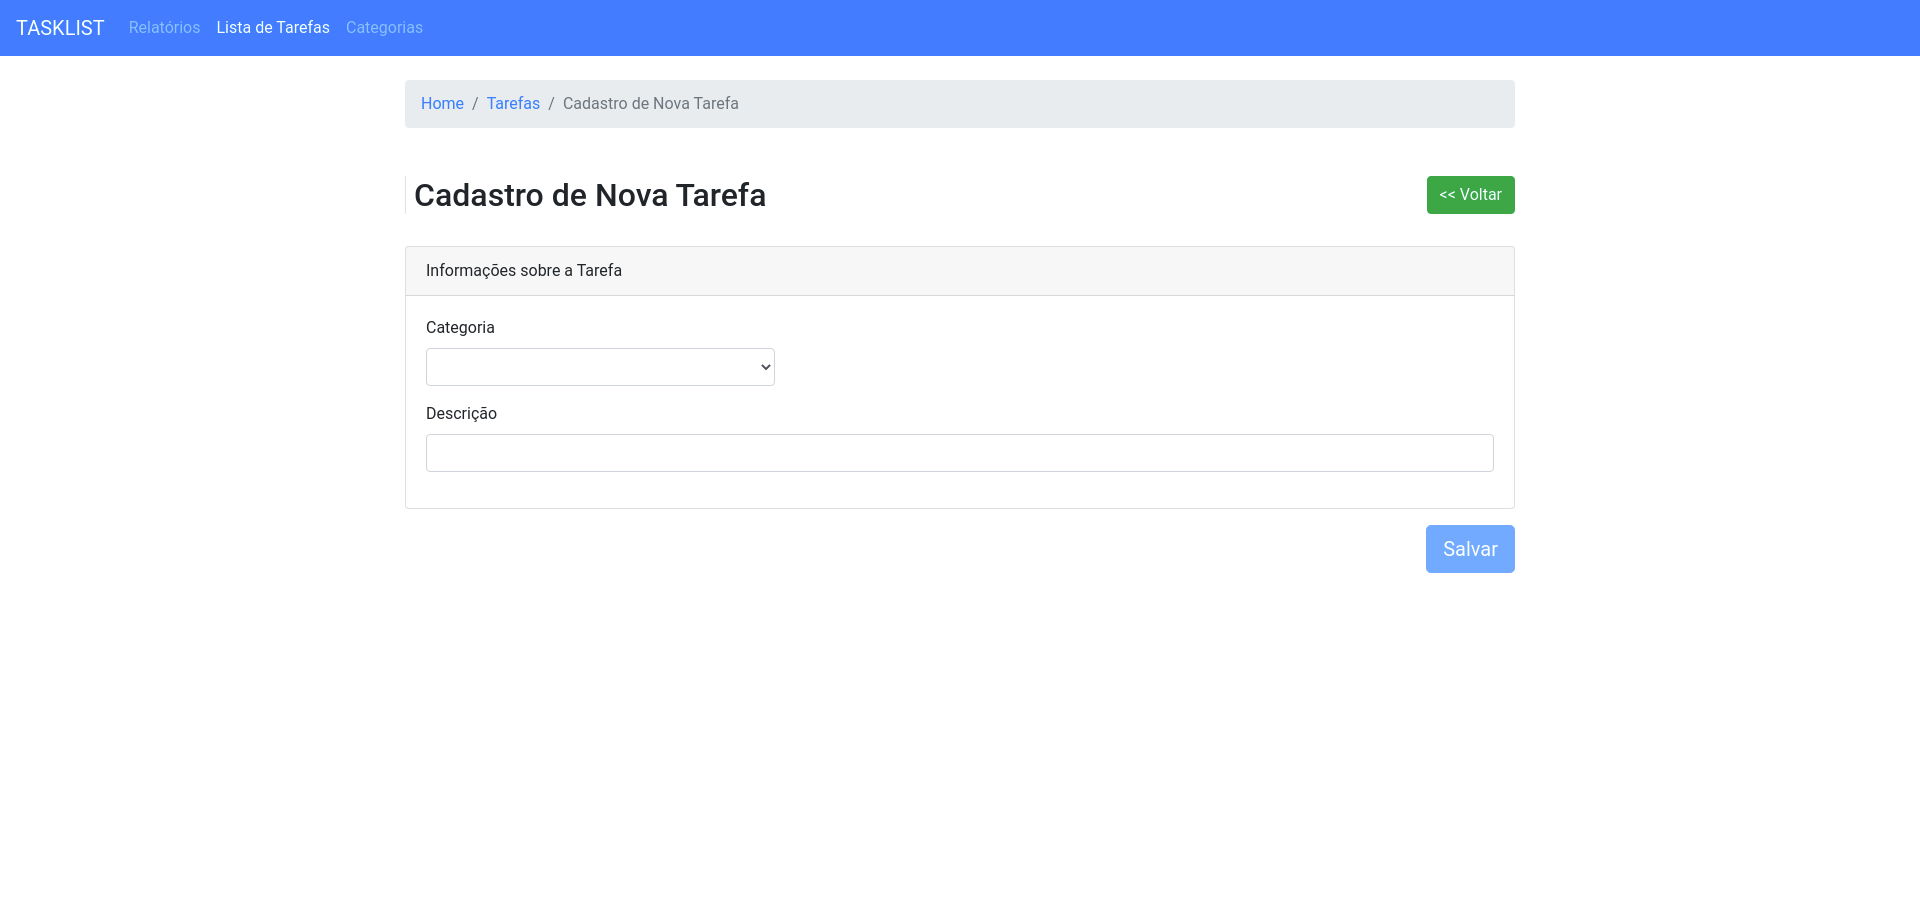 TASKLIST Relatórios Lista de Tarefas Categorias
Home / Tarefas / Cadastro de Nova Tarefa
Cadastro de Nova Tarefa
<< Voltar
Informações sobre a Tarefa
Categoria
Descrição
Salvar